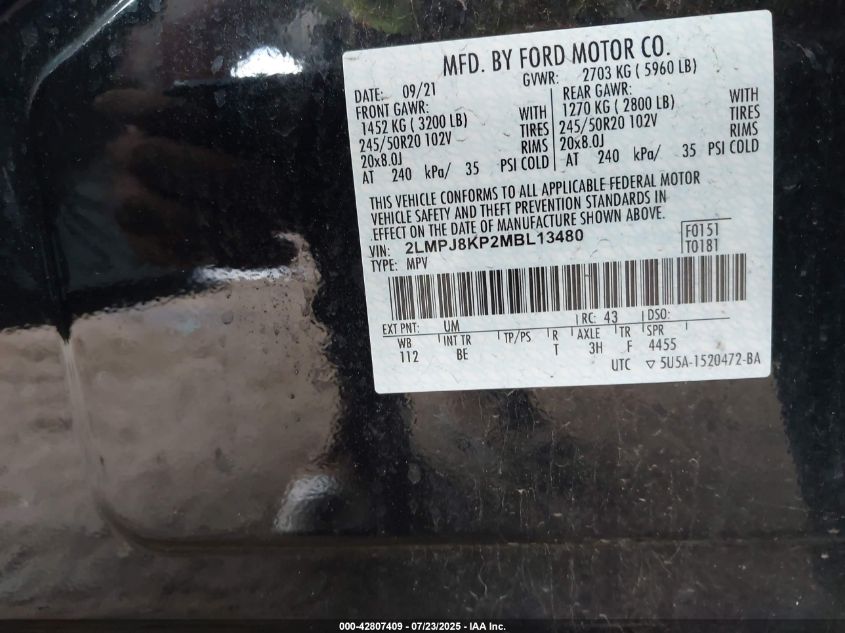 MFD. BY FORD MOTOR CO.
DATE: 09/21 GVWR: 2703 KG ( 5960 LB)
FRONT GAWR: WITH
1452 KG ( 3200 LB) TIRES
245/50R20 102V RIMS
20x8.0J
AT 240 kPa/ 35 PSI COLD
REAR GAWR: WITH
1270 KG ( 2800 LB) TIRES
245/50R20 102V RIMS
20x8.0J
AT 240 kPa/ 35 PSI COLD
THIS VEHICLE CONFORMS TO ALL APPLICABLE FEDERAL MOTOR
VEHICLE SAFETY AND THEFT PREVENTION STANDARDS IN
EFFECT ON THE DATE OF MANUFACTURE SHOWN ABOVE.
VIN: 2LMPJ8KP2MBL13480
TYPE: MPV
F0151
T0181
EXT PNT: UM RC: 43 DSO:
WB INT TR TP/PS R AXLE TR SPR
112 BE T 3H F 4455
UTC ▽ 5U5A-1520472-BA
000-42807409 - 07/23/2025 - IAA Inc.